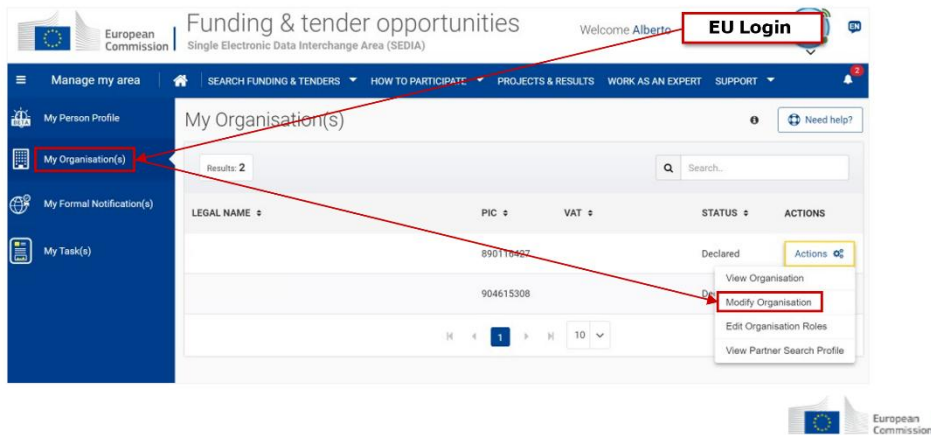 European
Commission
Funding & tender opportunities
Single Electronic Data Interchange Area (SEDIA)
Welcome Alberto
EU Login
EN
Manage my area
SEARCH FUNDING & TENDERS
HOW TO PARTICIPATE
PROJECTS & RESULTS
WORK AS AN EXPERT
SUPPORT
2
BETA
My Person Profile
My Organisation(s)
My Formal Notification(s)
My Task(s)
My Organisation(s)
Need help?
Results: 2
Search..
LEGAL NAME
PIC
VAT
STATUS
ACTIONS
890116427
Declared
Actions
904615308
View Organisation
Modify Organisation
Edit Organisation Roles
View Partner Search Profile
1
10
European
Commission